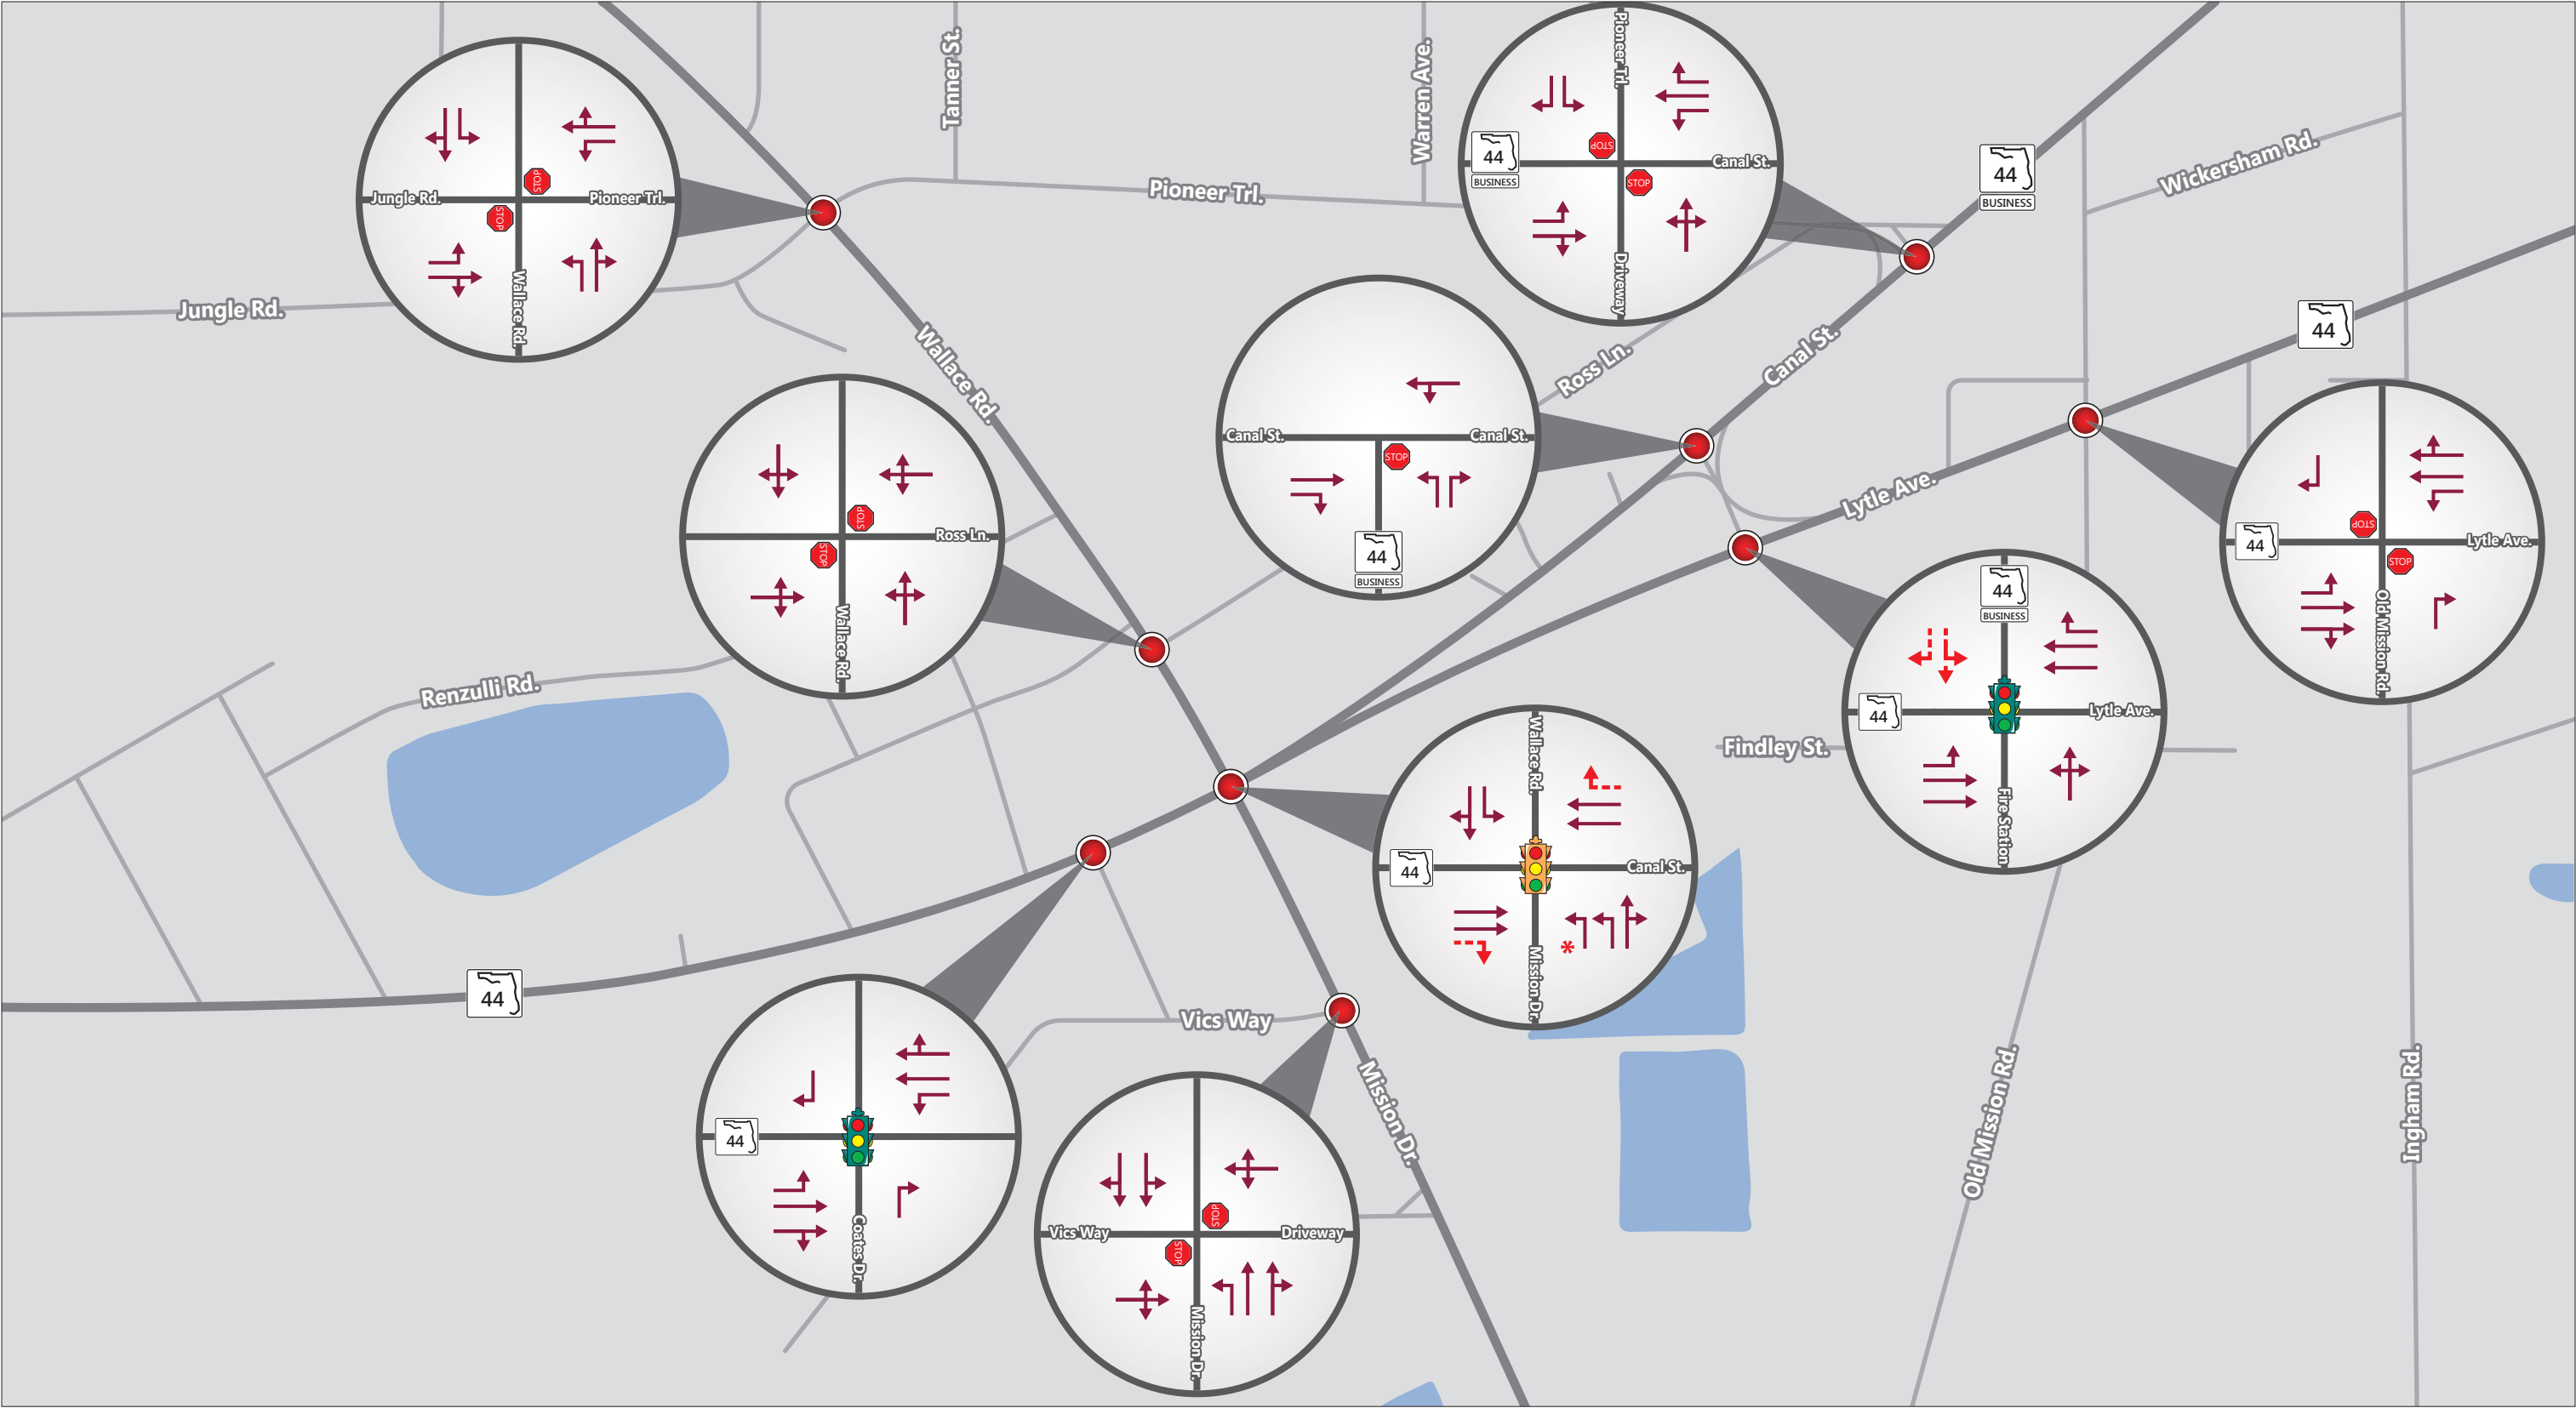 Tanner St.
Warren Ave.
Pioneer Trl.
STOP
STOP
Canal St.
44
BUSINESS
Driveway
44
BUSINESS
Wickersham Rd.
STOP
STOP
Jungle Rd.
Pioneer Trl.
Wallace Rd.
Pioneer Trl.
Jungle Rd.
Wallace Rd.
Ross Ln.
Canal St.
44
Canal St.
Canal St.
STOP
44
BUSINESS
STOP
STOP
Ross Ln.
Wallace Rd.
Lytle Ave.
STOP
STOP
44
Lytle Ave.
Old Mission Rd.
44
BUSINESS
44
Lytle Ave.
Fire Station
Renzulli Rd.
Findley St.
Wallace Rd.
44
Canal St.
*
Mission Dr.
44
Vics Way
Mission Dr.
Old Mission Rd.
Ingham Rd.
44
Coates Dr.
STOP
STOP
Vics Way
Driveway
Mission Dr.